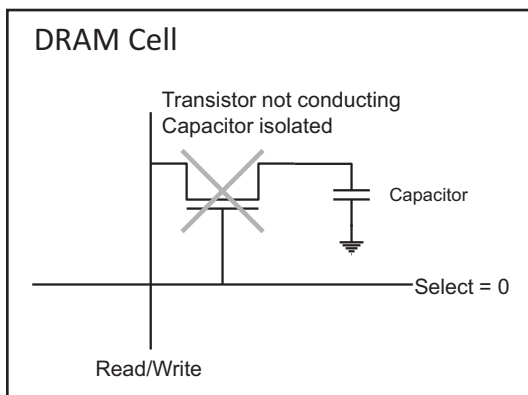 DRAM Cell
Transistor not conducting
Capacitor isolated
Capacitor
Select = 0
Read/Write